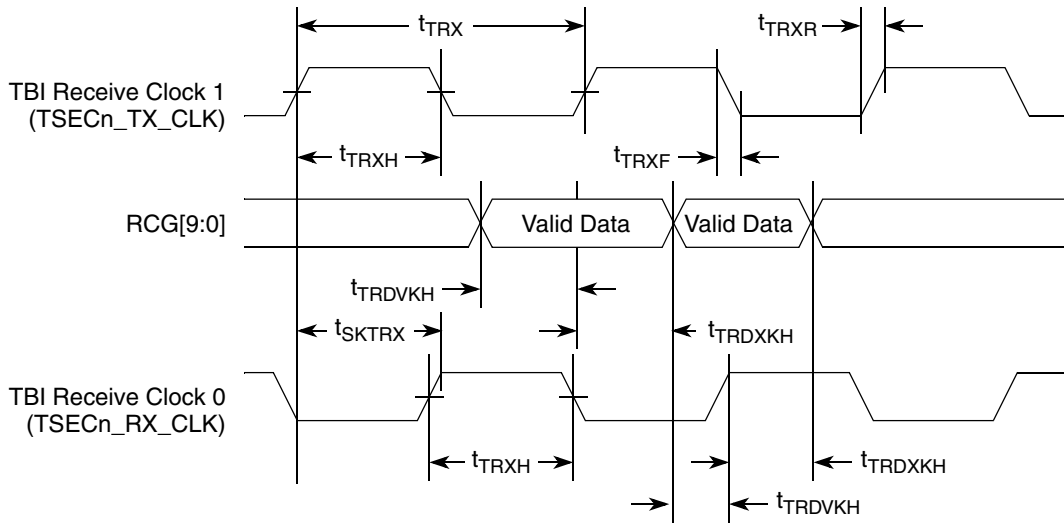 tTRX
tTRXR
TBI Receive Clock 1
(TSECn_TX_CLK)
tTRXH
tTRXF
RCG[9:0]
Valid Data
Valid Data
tTRDVKH
tSKTRX
tTRDXKH
TBI Receive Clock 0
(TSECn_RX_CLK)
tTRXH
tTRDXKH
tTRDVKH